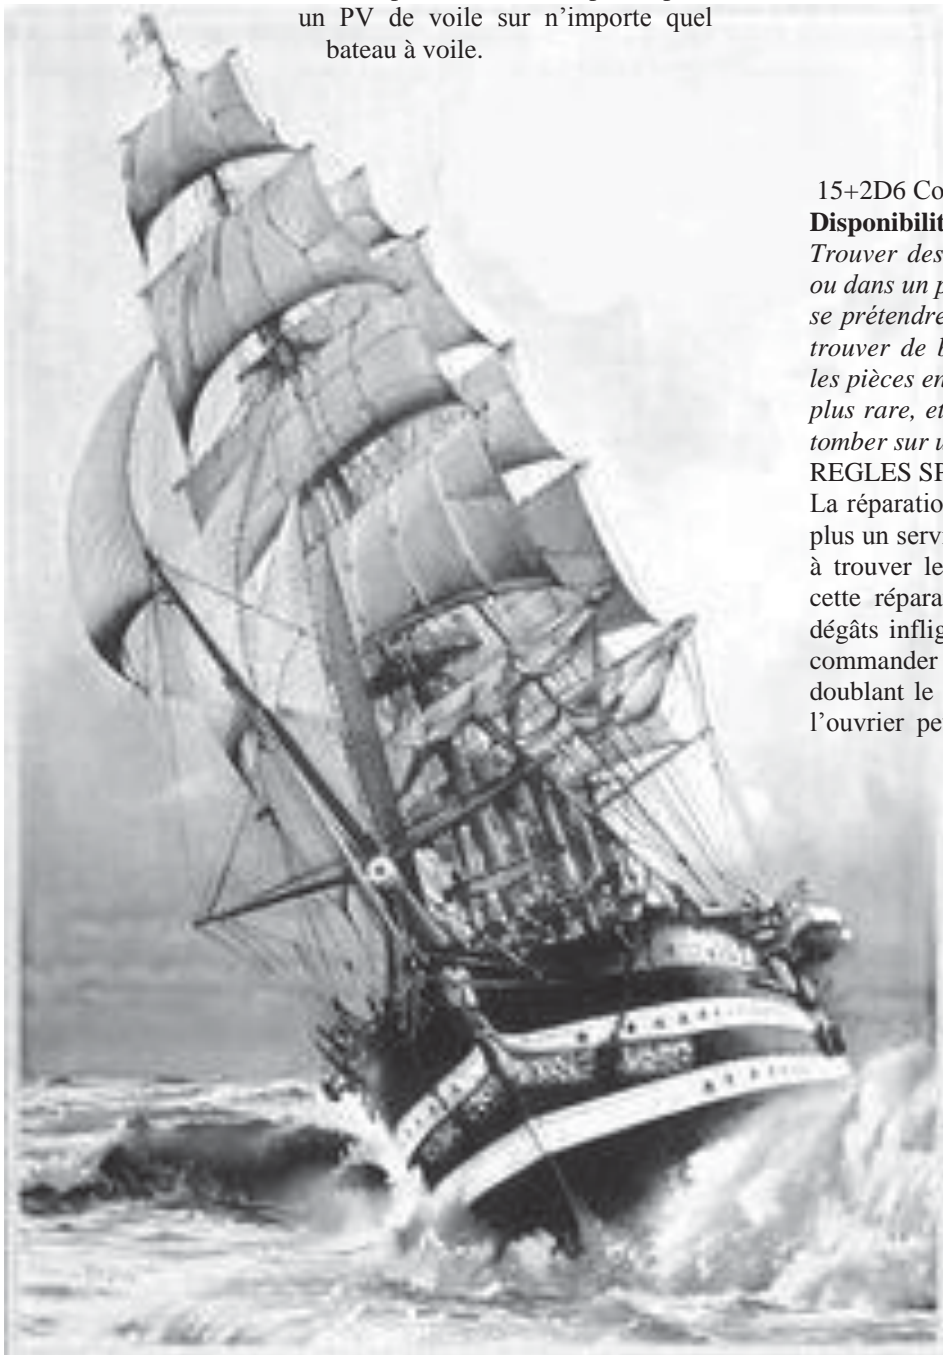 un PV de voile sur n'importe quel
bateau à voile.
15+2D6 Co
Disponibilit
Trouver des
ou dans un p
se prétendre
trouver de b
les pièces en
plus rare, et
tomber sur u
REGLES SP
La réparatio
plus un servi
à trouver le
cette répara
dégâts inflig
commander
doublant le
l'ouvrier pe